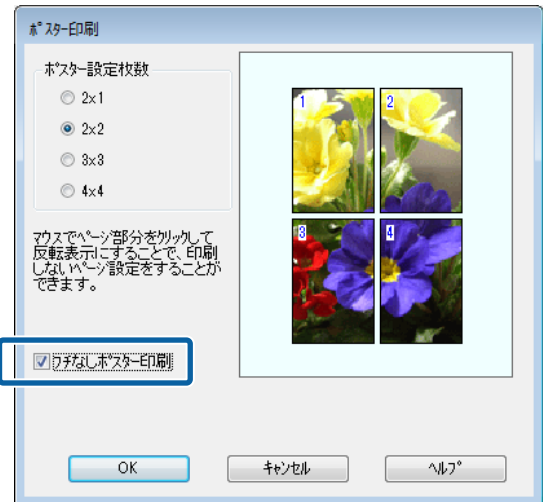 ポスター印刷
ポスター設定枚数
2x1
2x2
3x3
4x4
1
2
3
4
マウスでページ部分をクリックして
反転表示にすることで、印刷
しないページ設定をすることが
できます。
フチなしポスター印刷
OK
キャンセル
ヘルプ